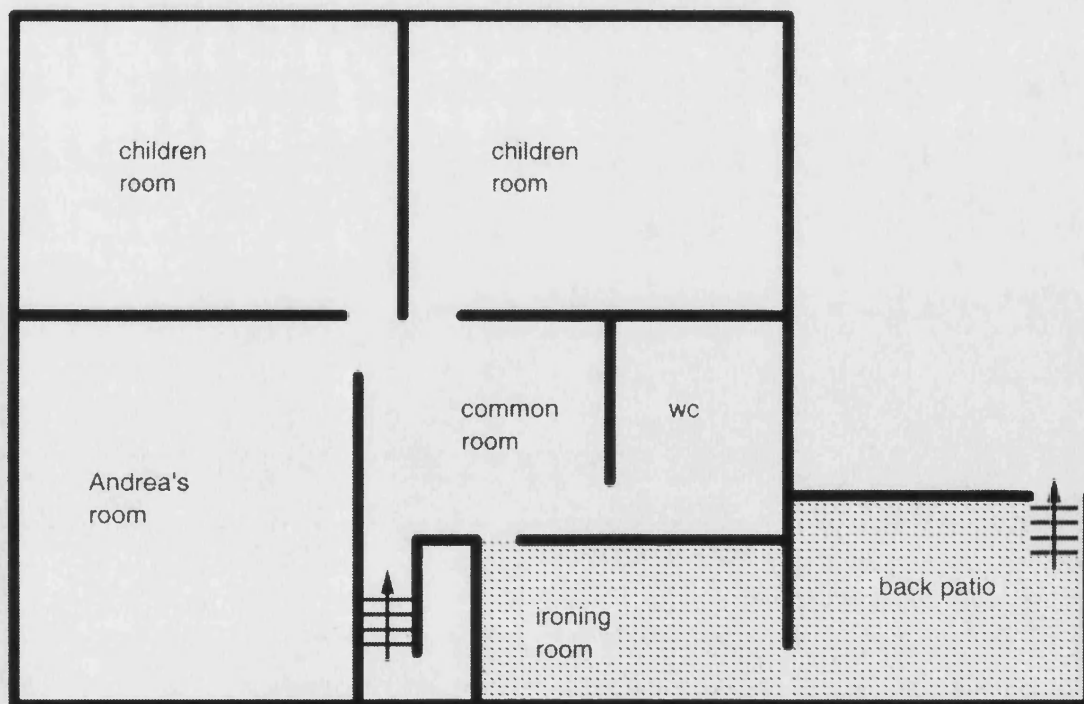 children
room
children
room
common
room
wc
Andrea's
room
ironing
room
back patio